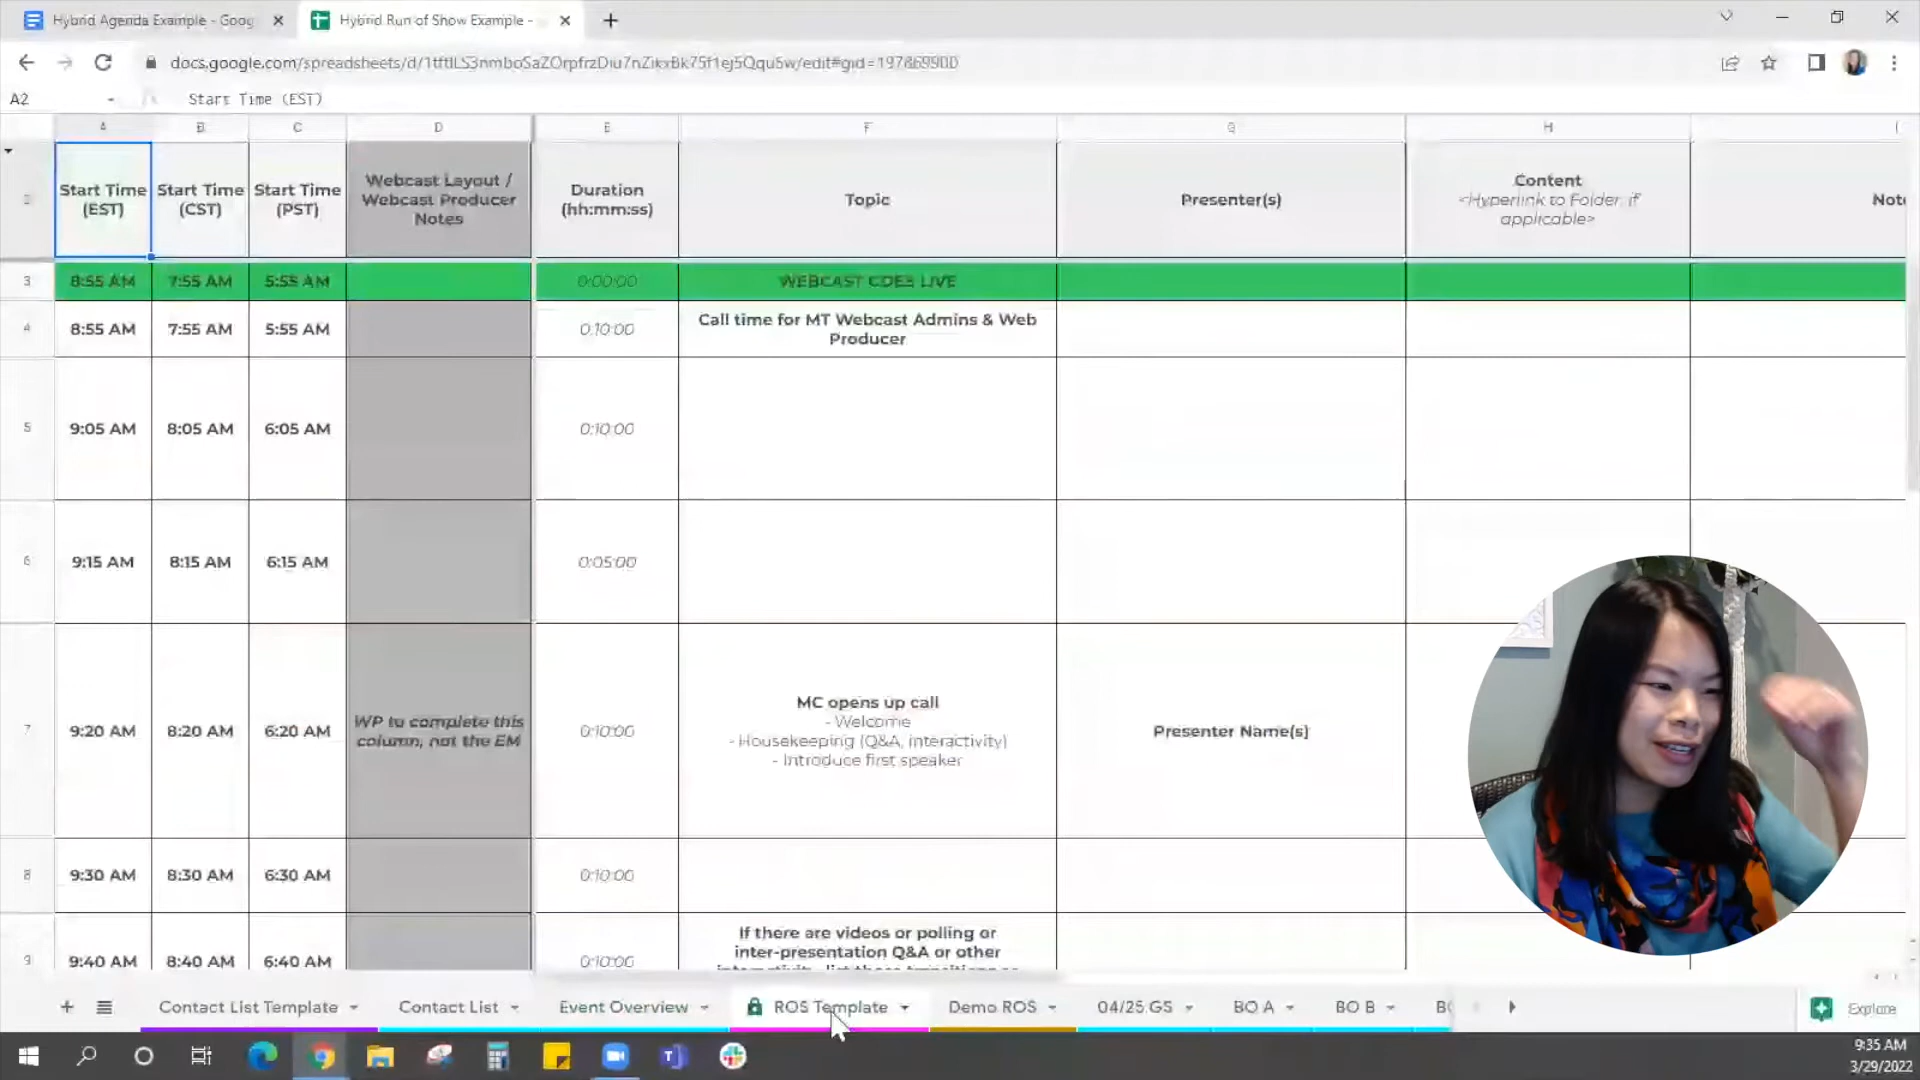 Hybrid Agenda Example - Goog
Hybrid Run of Show Example -
docs.google.com/spreadsheets/d/
A2
Start Time (EST)
A B C D E F G H
2
Start Time (EST)
Start Time (CST)
Start Time (PST)
Webcast Layout /
Webcast Producer
Notes
Duration
(hh:mm:ss)
Topic
Presenter(s)
Content
<Hyperlink to Folder, if
applicable>
Note
3 8:55 AM 7:55 AM 5:55 AM 0:00:00 WEBCAST GOES LIVE
4 8:55 AM 7:55 AM 5:55 AM 0:10:00
Call time for MT Webcast Admins & Web
Producer
5 9:05 AM 8:05 AM 6:05 AM 0:10:00
6 9:15 AM 8:15 AM 6:15 AM 0:05:00
7 9:20 AM 8:20 AM 6:20 AM
WP to complete this
column, not the EM
0:10:00
MC opens up call
- Welcome
- Housekeeping (Q&A, interactivity)
- Introduce first speaker
Presenter Name(s)
8 9:30 AM 8:30 AM 6:30 AM 0:10:00
9 9:40 AM 8:40 AM 6:40 AM 0:10:00
If there are videos or polling or
inter-presentation Q&A or other
Contact List Template Contact List Event Overview ROS Template Demo ROS 04/25.GS BO A BO B BO
Explore
9:35 AM
3/29/2022